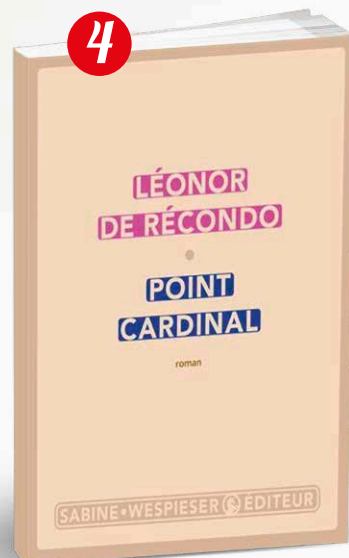 4
LÉONOR
DE RÉCONDO
POINT
CARDINAL
roman
SABINE•WESPIESER ÉDITEUR